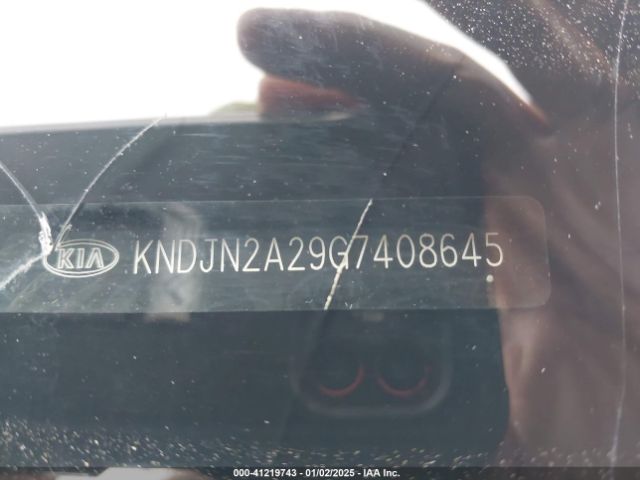 KIA KNDJN2A29G7408645
000-41219743 - 01/02/2025 - IAA Inc.